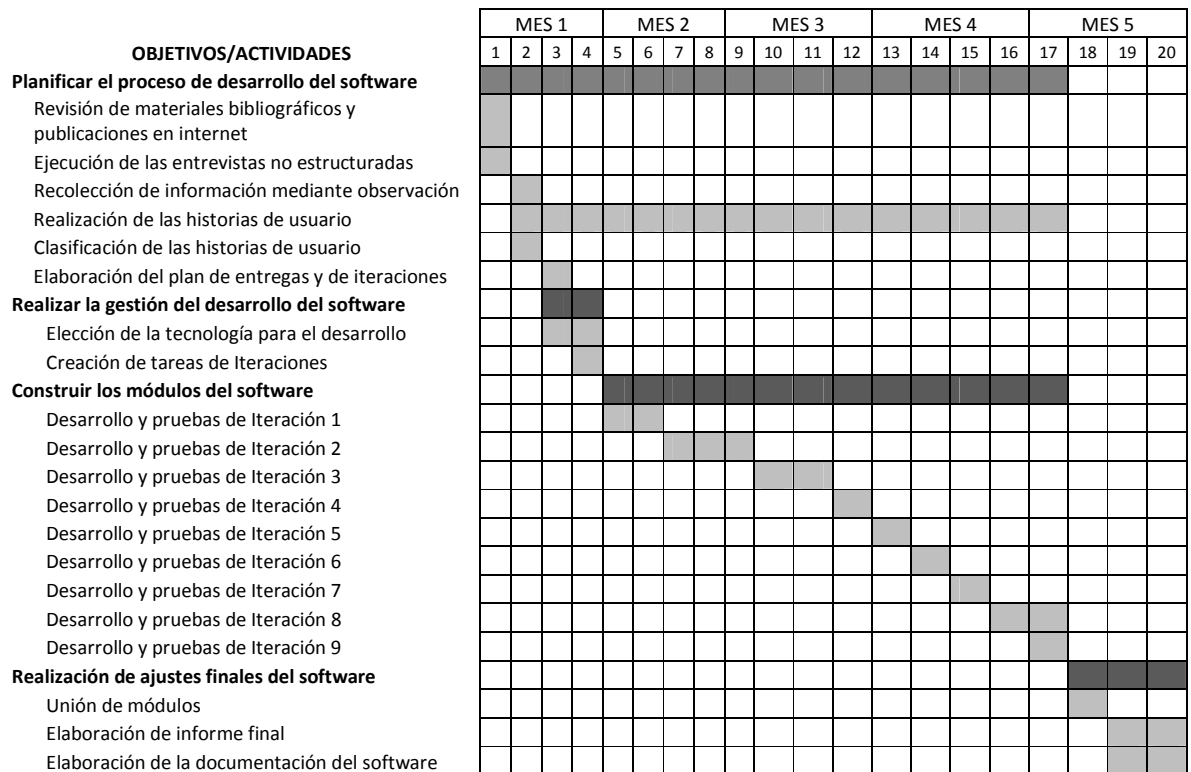 MES 1 MES 2 MES 3 MES 4 MES 5
OBJETIVOS/ACTIVIDADES 1 2 3 4 5 6 7 8 9 10 11 12 13 14 15 16 17 18 19 20
Planificar el proceso de desarrollo del software
Revisión de materiales bibliográficos y
publicaciones en internet
Ejecución de las entrevistas no estructuradas
Recolección de información mediante observación
Realización de las historias de usuario
Clasificación de las historias de usuario
Elaboración del plan de entregas y de iteraciones
Realizar la gestión del desarrollo del software
Elección de la tecnología para el desarrollo
Creación de tareas de Iteraciones
Construir los módulos del software
Desarrollo y pruebas de Iteración 1
Desarrollo y pruebas de Iteración 2
Desarrollo y pruebas de Iteración 3
Desarrollo y pruebas de Iteración 4
Desarrollo y pruebas de Iteración 5
Desarrollo y pruebas de Iteración 6
Desarrollo y pruebas de Iteración 7
Desarrollo y pruebas de Iteración 8
Desarrollo y pruebas de Iteración 9
Realización de ajustes finales del software
Unión de módulos
Elaboración de informe final
Elaboración de la documentación del software